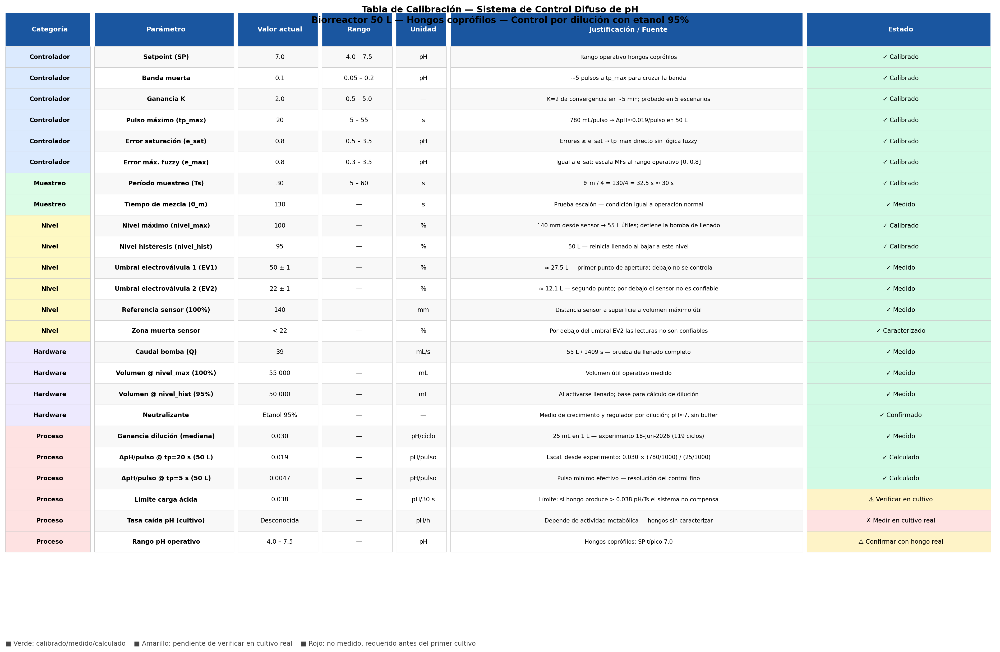 Tabla de Calibración — Sistema de Control Difuso de pH
Biorreactor 50 L — Hongos coprófilos — Control por dilución con etanol 95%
Categoría Parámetro Valor actual Rango Unidad Justificación / Fuente Estado
Controlador Setpoint (SP) 7.0 4.0 – 7.5 pH Rango operativo hongos coprófilos ✓ Calibrado
Controlador Banda muerta 0.1 0.05 – 0.2 pH ~5 pulsos a tp_max para cruzar la banda ✓ Calibrado
Controlador Ganancia K 2.0 0.5 – 5.0 — K=2 da convergencia en ~5 min; probado en 5 escenarios ✓ Calibrado
Controlador Pulso máximo (tp_max) 20 5 – 55 s 780 mL/pulso → ΔpH≈0.019/pulso en 50 L ✓ Calibrado
Controlador Error saturación (e_sat) 0.8 0.5 – 3.5 pH Errores ≥ e_sat → tp_max directo sin lógica fuzzy ✓ Calibrado
Controlador Error máx. fuzzy (e_max) 0.8 0.3 – 3.5 pH Igual a e_sat; escala MFs al rango operativo [0, 0.8] ✓ Calibrado
Muestreo Período muestreo (Ts) 30 5 – 60 s θ_m / 4 = 130/4 = 32.5 s ≈ 30 s ✓ Calibrado
Muestreo Tiempo de mezcla (θ_m) 130 — s Prueba escalón — condición igual a operación normal ✓ Medido
Nivel Nivel máximo (nivel_max) 100 — % 140 mm desde sensor → 55 L útiles; detiene la bomba de llenado ✓ Calibrado
Nivel Nivel histéresis (nivel_hist) 95 — % 50 L — reinicia llenado al bajar a este nivel ✓ Calibrado
Nivel Umbral electroválvula 1 (EV1) 50 ± 1 — % ≈ 27.5 L — primer punto de apertura; debajo no se controla ✓ Medido
Nivel Umbral electroválvula 2 (EV2) 22 ± 1 — % ≈ 12.1 L — segundo punto; por debajo el sensor no es confiable ✓ Medido
Nivel Referencia sensor (100%) 140 — mm Distancia sensor a superficie a volumen máximo útil ✓ Medido
Nivel Zona muerta sensor < 22 — % Por debajo del umbral EV2 las lecturas no son confiables ✓ Caracterizado
Hardware Caudal bomba (Q) 39 — mL/s 55 L / 1409 s — prueba de llenado completo ✓ Medido
Hardware Volumen @ nivel_max (100%) 55 000 — mL Volumen útil operativo medido ✓ Medido
Hardware Volumen @ nivel_hist (95%) 50 000 — mL Al activarse llenado; base para cálculo de dilución ✓ Medido
Hardware Neutralizante Etanol 95% — — Medio de crecimiento y regulador por dilución; pH≈7, sin buffer ✓ Confirmado
Proceso Ganancia dilución (mediana) 0.030 — pH/ciclo 25 mL en 1 L — experimento 18-Jun-2026 (119 ciclos) ✓ Medido
Proceso ΔpH/pulso @ tp=20 s (50 L) 0.019 — pH/pulso Escal. desde experimento: 0.030 × (780/1000) / (25/1000) ✓ Calculado
Proceso ΔpH/pulso @ tp=5 s (50 L) 0.0047 — pH/pulso Pulso mínimo efectivo — resolución del control fino ✓ Calculado
Proceso Límite carga ácida 0.038 — pH/30 s Límite: si hongo produce > 0.038 pH/Ts el sistema no compensa ⚠ Verificar en cultivo
Proceso Tasa caída pH (cultivo) Desconocida — pH/h Depende de actividad metabólica — hongos sin caracterizar ✗ Medir en cultivo real
Proceso Rango pH operativo 4.0 – 7.5 — pH Hongos coprófilos; SP típico 7.0 ⚠ Confirmar con hongo real
■ Verde: calibrado/medido/calculado ■ Amarillo: pendiente de verificar en cultivo real ■ Rojo: no medido, requerido antes del primer cultivo